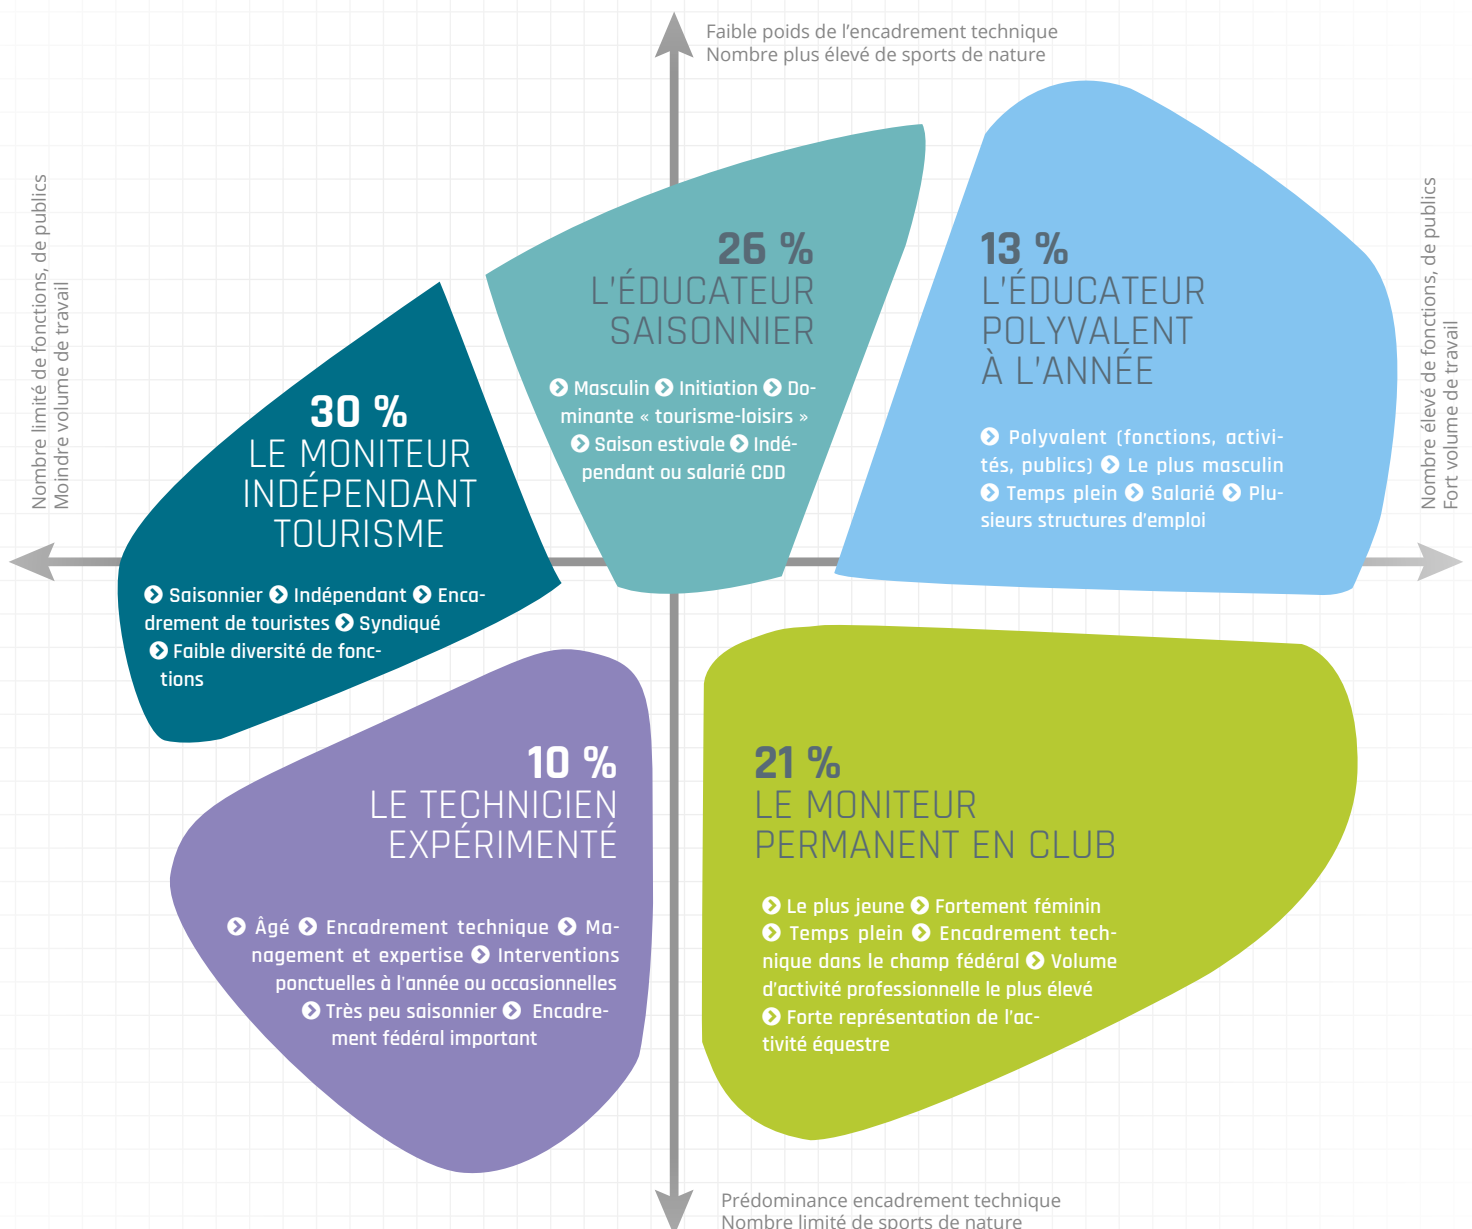 Faible poids de l’encadrement technique
Nombre plus élevé de sports de nature
Nombre limité de fonctions, de publics
Moindre volume de travail
Nombre élevé de fonctions, de publics
Fort volume de travail
30 %
LE MONITEUR
INDÉPENDANT
TOURISME
Saisonnier Indépendant Enca-
drement de touristes Syndiqué
Faible diversité de fonc-
tions
26 %
L'ÉDUCATEUR
SAISONNIER
Masculin Initiation Do-
minante « tourisme-loisirs »
Saison estivale Indé-
pendant ou salarié CDD
13 %
L'ÉDUCATEUR
POLYVALENT
À L'ANNÉE
Polyvalent (fonctions, activi-
tés, publics) Le plus masculin
Temps plein Salarié Plu-
sieurs structures d’emploi
10 %
LE TECHNICIEN
EXPÉRIMENTÉ
Âgé Encadrement technique Ma-
nagement et expertise Interventions
ponctuelles à l'année ou occasionnelles
Très peu saisonnier Encadre-
ment fédéral important
21 %
LE MONITEUR
PERMANENT EN CLUB
Le plus jeune Fortement féminin
Temps plein Encadrement tech-
nique dans le champ fédéral Volume
d’activité professionnelle le plus élevé
Forte représentation de l’ac-
tivité équestre
Prédominance encadrement technique
Nombre limité de sports de nature